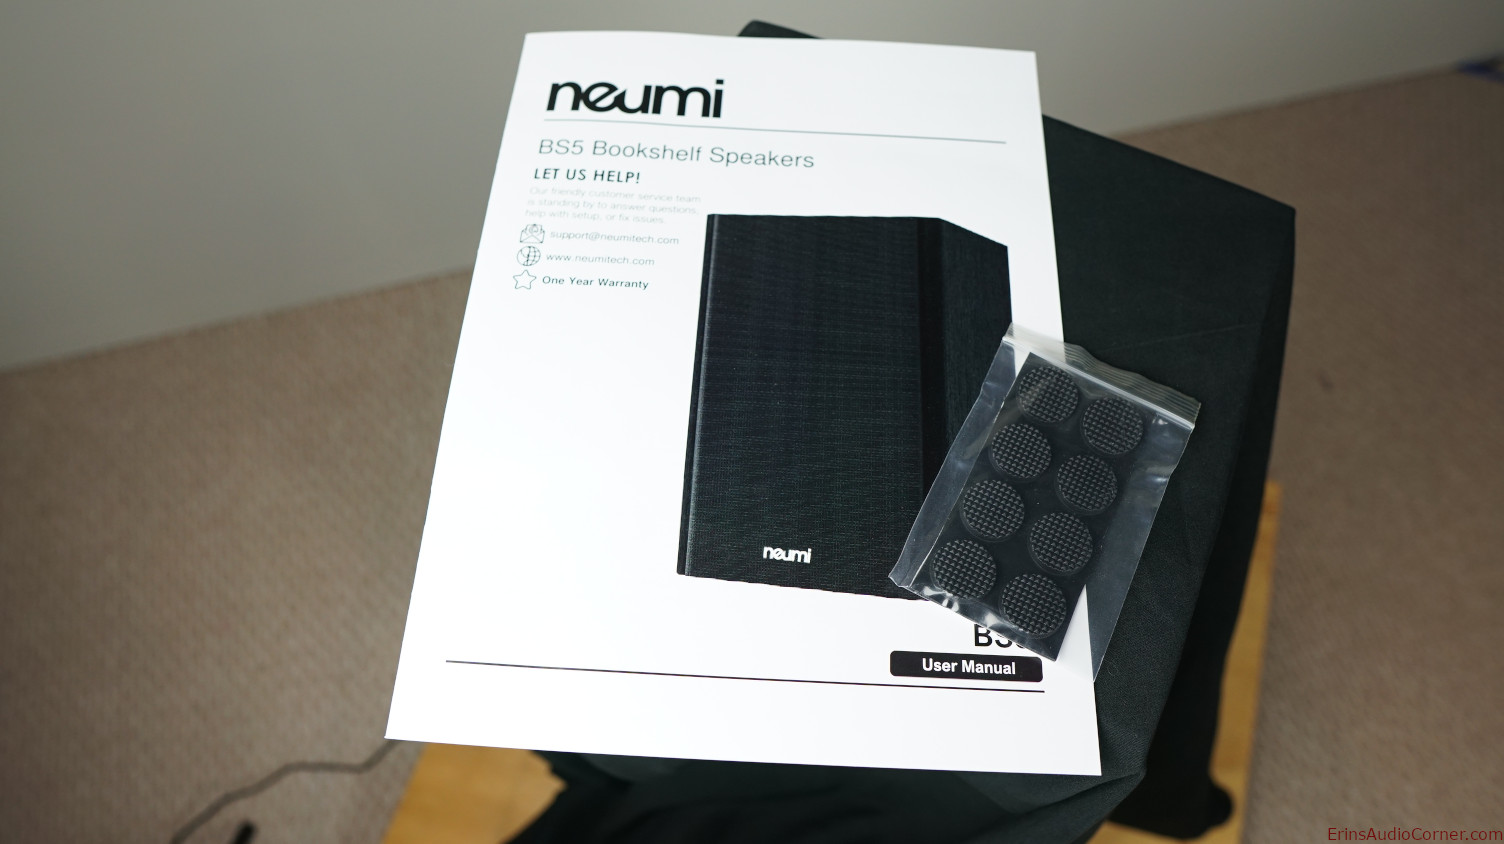 neumi
BS5 Bookshelf Speakers
LET US HELP!
Our friendly customer service team
is standing by to answer questions,
help with setup, or fix issues.
support@neumitech.com
www.neumitech.com
One Year Warranty
neumi
User Manual
ErinsAudioCorner.com